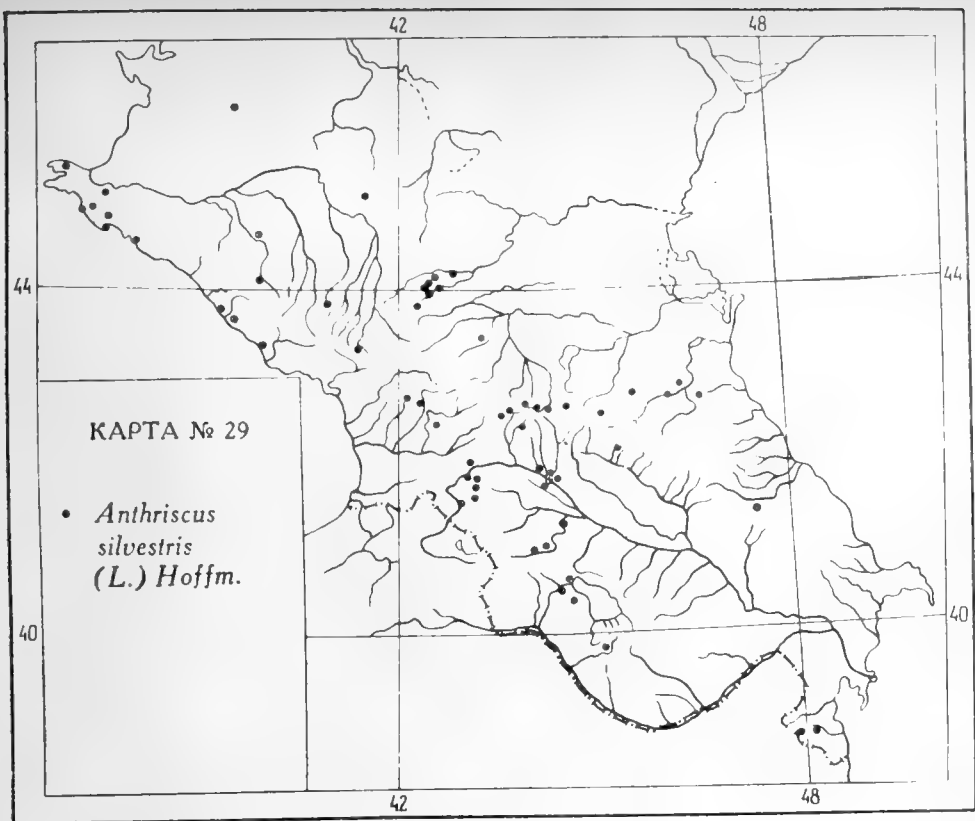 42 48
44 44
КАРТА № 29
• Anthriscus
silvestris
(L.) Hoffm.
40 40
42 48